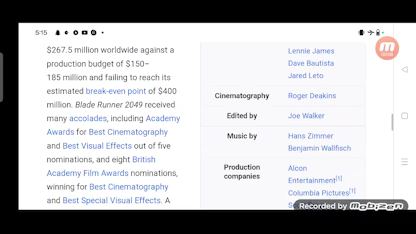 5:15
$267.5 million worldwide against a
production budget of $150–
185 million and failing to reach its
estimated break-even point of $400
million. Blade Runner 2049 received
many accolades, including Academy
Awards for Best Cinematography
and Best Visual Effects out of five
nominations, and eight British
Academy Film Awards nominations,
winning for Best Cinematography
and Best Special Visual Effects. A
Lennie James
Dave Bautista
Jared Leto
Cinematography Roger Deakins
Edited by Joe Walker
Music by Hans Zimmer
Benjamin Wallfisch
Production companies
Alcon
Entertainment[1]
Columbia Pictures[1]
Recorded by Mobizen